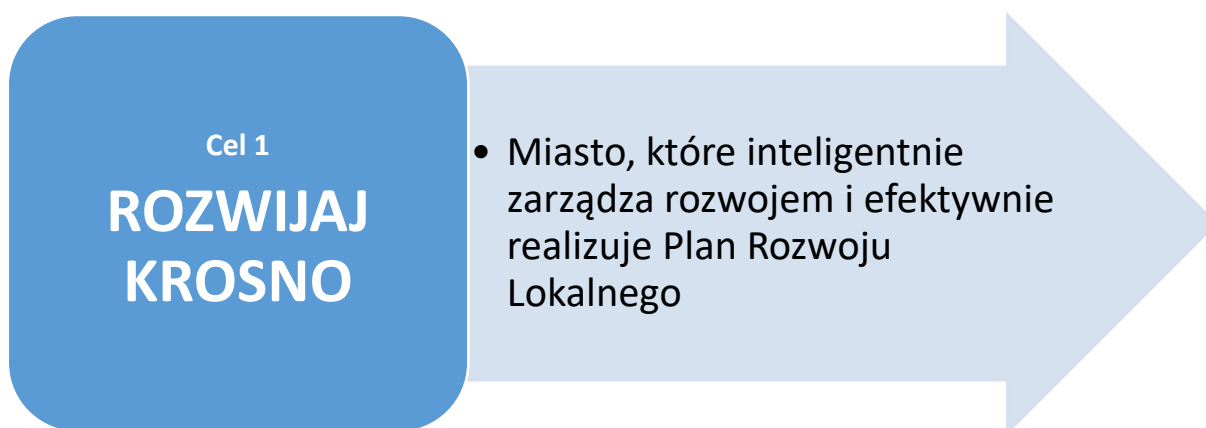 Cel 1
ROZWIJAJ
KROSNO
• Miasto, które inteligentnie
zarządza rozwojem i efektywnie
realizuje Plan Rozwoju
Lokalnego